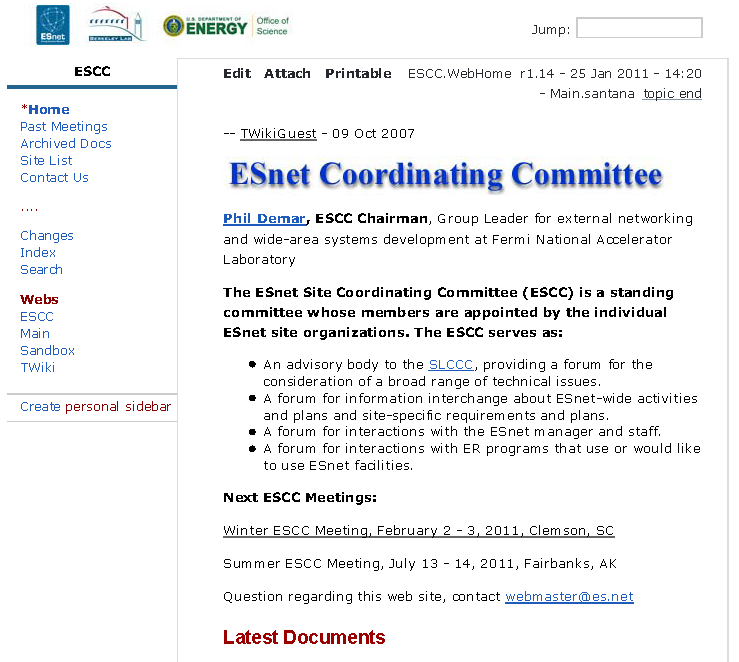 ESnet
BERKELEY LAB
U.S. DEPARTMENT OF
ENERGY
Office of
Science
Jump:
ESCC
*Home
Past Meetings
Archived Docs
Site List
Contact Us
....
Changes
Index
Search
Webs
ESCC
Main
Sandbox
TWiki
Create personal sidebar
Edit Attach Printable ESCC.WebHome r1.14 - 25 Jan 2011 - 14:20
- Main.santana topic end
-- TWikiGuest - 09 Oct 2007
ESnet Coordinating Committee
Phil Demar, ESCC Chairman, Group Leader for external networking
and wide-area systems development at Fermi National Accelerator
Laboratory
The ESnet Site Coordinating Committee (ESCC) is a standing
committee whose members are appointed by the individual
ESnet site organizations. The ESCC serves as:
● An advisory body to the SLCCC, providing a forum for the
consideration of a broad range of technical issues.
● A forum for information interchange about ESnet-wide activities
and plans and site-specific requirements and plans.
● A forum for interactions with the ESnet manager and staff.
● A forum for interactions with ER programs that use or would like
to use ESnet facilities.
Next ESCC Meetings:
Winter ESCC Meeting, February 2 - 3, 2011, Clemson, SC
Summer ESCC Meeting, July 13 - 14, 2011, Fairbanks, AK
Question regarding this web site, contact webmaster@es.net
Latest Documents